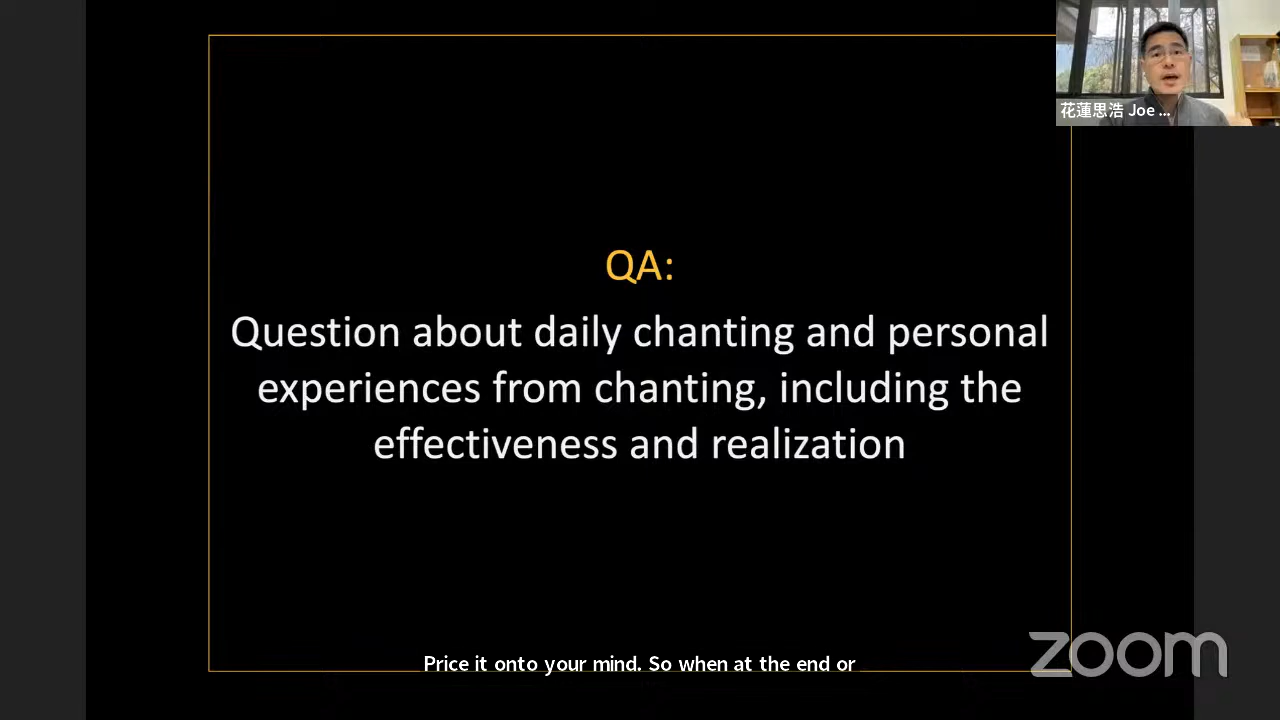 花蓮思浩 Joe ...
QA:
Question about daily chanting and personal
experiences from chanting, including the
effectiveness and realization
Price it onto your mind. So when at the end or
zoom